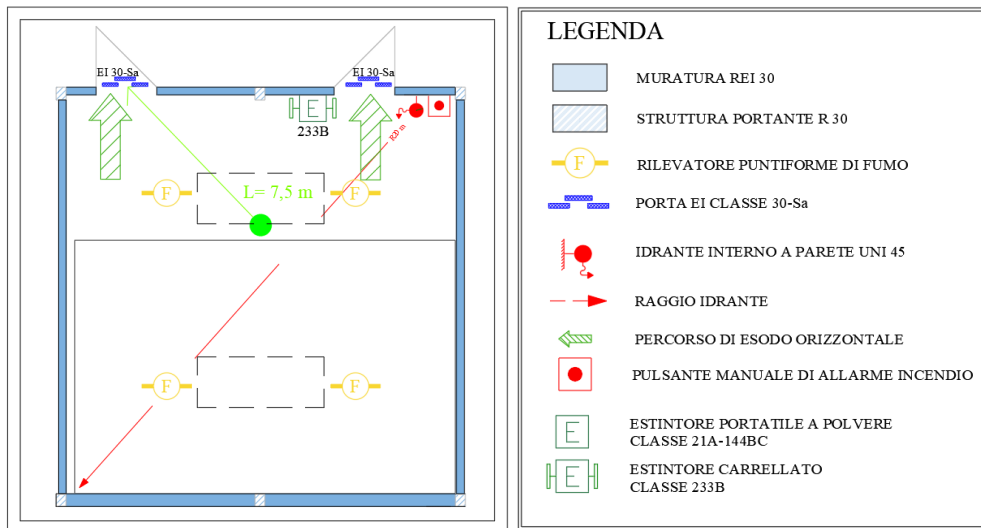 EI 30-Sa
EI 30-Sa
E
233B
R20 m
F
L= 7,5 m
F
F
F
LEGENDA
MURATURA REI 30
STRUTTURA PORTANTE R 30
F
RILEVATORE PUNTIFORME DI FUMO
PORTA EI CLASSE 30-Sa
IDRANTE INTERNO A PARETE UNI 45
RAGGIO IDRANTE
PERCORSO DI ESODO ORIZZONTALE
PULSANTE MANUALE DI ALLARME INCENDIO
E
ESTINTORE PORTATILE A POLVERE
CLASSE 21A-144BC
E
ESTINTORE CARRELLATO
CLASSE 233B